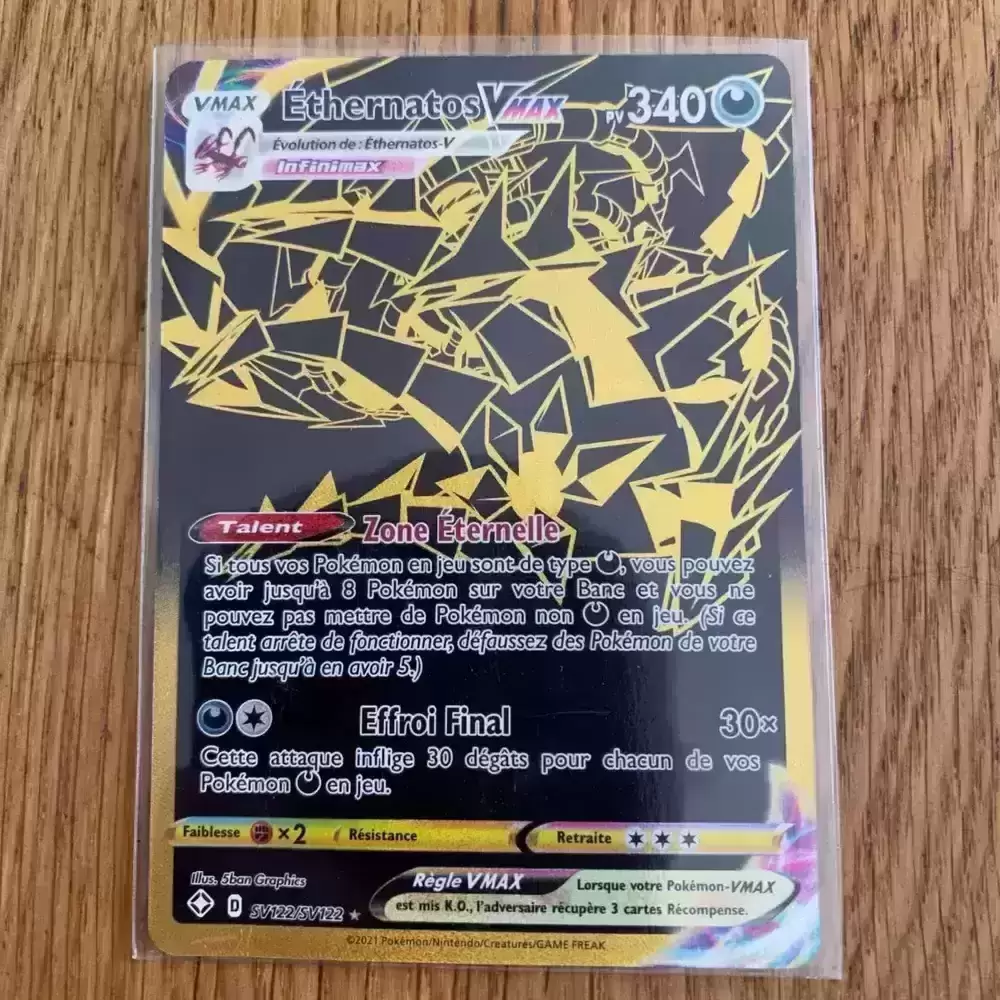 VMAX Éthernatos VMAX PV 340
Évolution de : Éthernatos-V
Infinimax
Talent Zone Éternelle
Si tous vos Pokémon en jeu sont de type , vous pouvez
avoir jusqu'à 8 Pokémon sur votre Banc et vous ne
pouvez pas mettre de Pokémon non en jeu. (Si ce
talent arrête de fonctionner, défaussez des Pokémon de votre
Banc jusqu'à en avoir 5.)
Effroi Final 30×
Cette attaque inflige 30 dégâts pour chacun de vos
Pokémon en jeu.
Faiblesse ×2 Résistance Retraite
Illus. 5ban Graphics
Règle VMAX Lorsque votre Pokémon-VMAX
est mis K.O., l'adversaire récupère 3 cartes Récompense.
D SV122/SV122 ★
©2021 Pokémon/Nintendo/Creatures/GAME FREAK